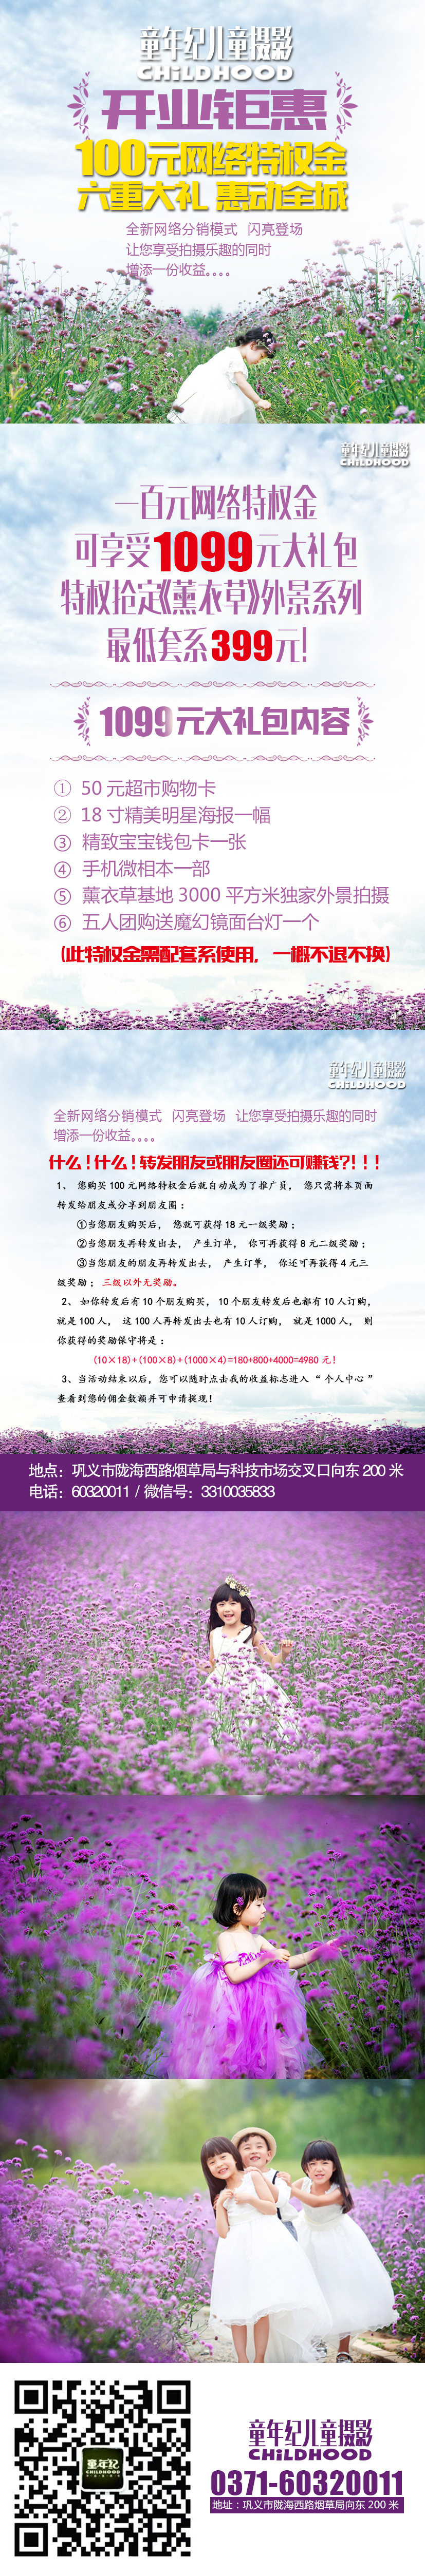 童年纪儿童摄影
CHiLDHOOD
开业钜惠
100元网络特权金
六重大礼 惠动全城
全新网络分销模式 闪亮登场
让您享受拍摄乐趣的同时
增添一份收益。。。。
童年纪儿童摄影
CHiLDHOOD
一百元网络特权金
可享受1099元大礼包
特权抢定《薰衣草》外景系列
最低套系399元！
1099元大礼包内容
① 50元超市购物卡
② 18寸精美明星海报一幅
③ 精致宝宝钱包卡一张
④ 手机微相本一部
⑤ 薰衣草基地3000平方米独家外景拍摄
⑥ 五人团购送魔幻镜面台灯一个
(此特权金需配套系使用，一概不退不换)
童年纪儿童摄影
CHiLDHOOD
全新网络分销模式 闪亮登场 让您享受拍摄乐趣的同时
增添一份收益。。。。
什么！什么！转发朋友或朋友圈还可赚钱？！！！
1、 您购买100元网络特权金后就自动成为了推广员， 您只需将本页面
转发给朋友或分享到朋友圈：
①当您朋友购买后， 您就可获得18元一级奖励；
②当您朋友再转发出去， 产生订单， 你可再获得8元二级奖励；
③当您朋友的朋友再转发出去， 产生订单， 你还可再获得4元三
级奖励； 三级以外无奖励。
2、 如你转发后有10个朋友购买，10个朋友转发后也都有10人订购，
就是100人， 这100人再转发出去也有10人订购， 就是1000人， 则
你获得的奖励保守将是：
(10×18)+(100×8)+(1000×4)=180+800+4000=4980元！
3、当活动结束以后，您可以随时点击我的收益标志进入“个人中心”
查看到您的佣金数额并可申请提现！
地点：巩义市陇海西路烟草局与科技市场交叉口向东200米
电话：60320011 / 微信号：3310035833
童年纪
CHiLDHOOD
童年纪儿童摄影
CHiLDHOOD
0371-60320011
地址：巩义市陇海西路烟草局向东200米